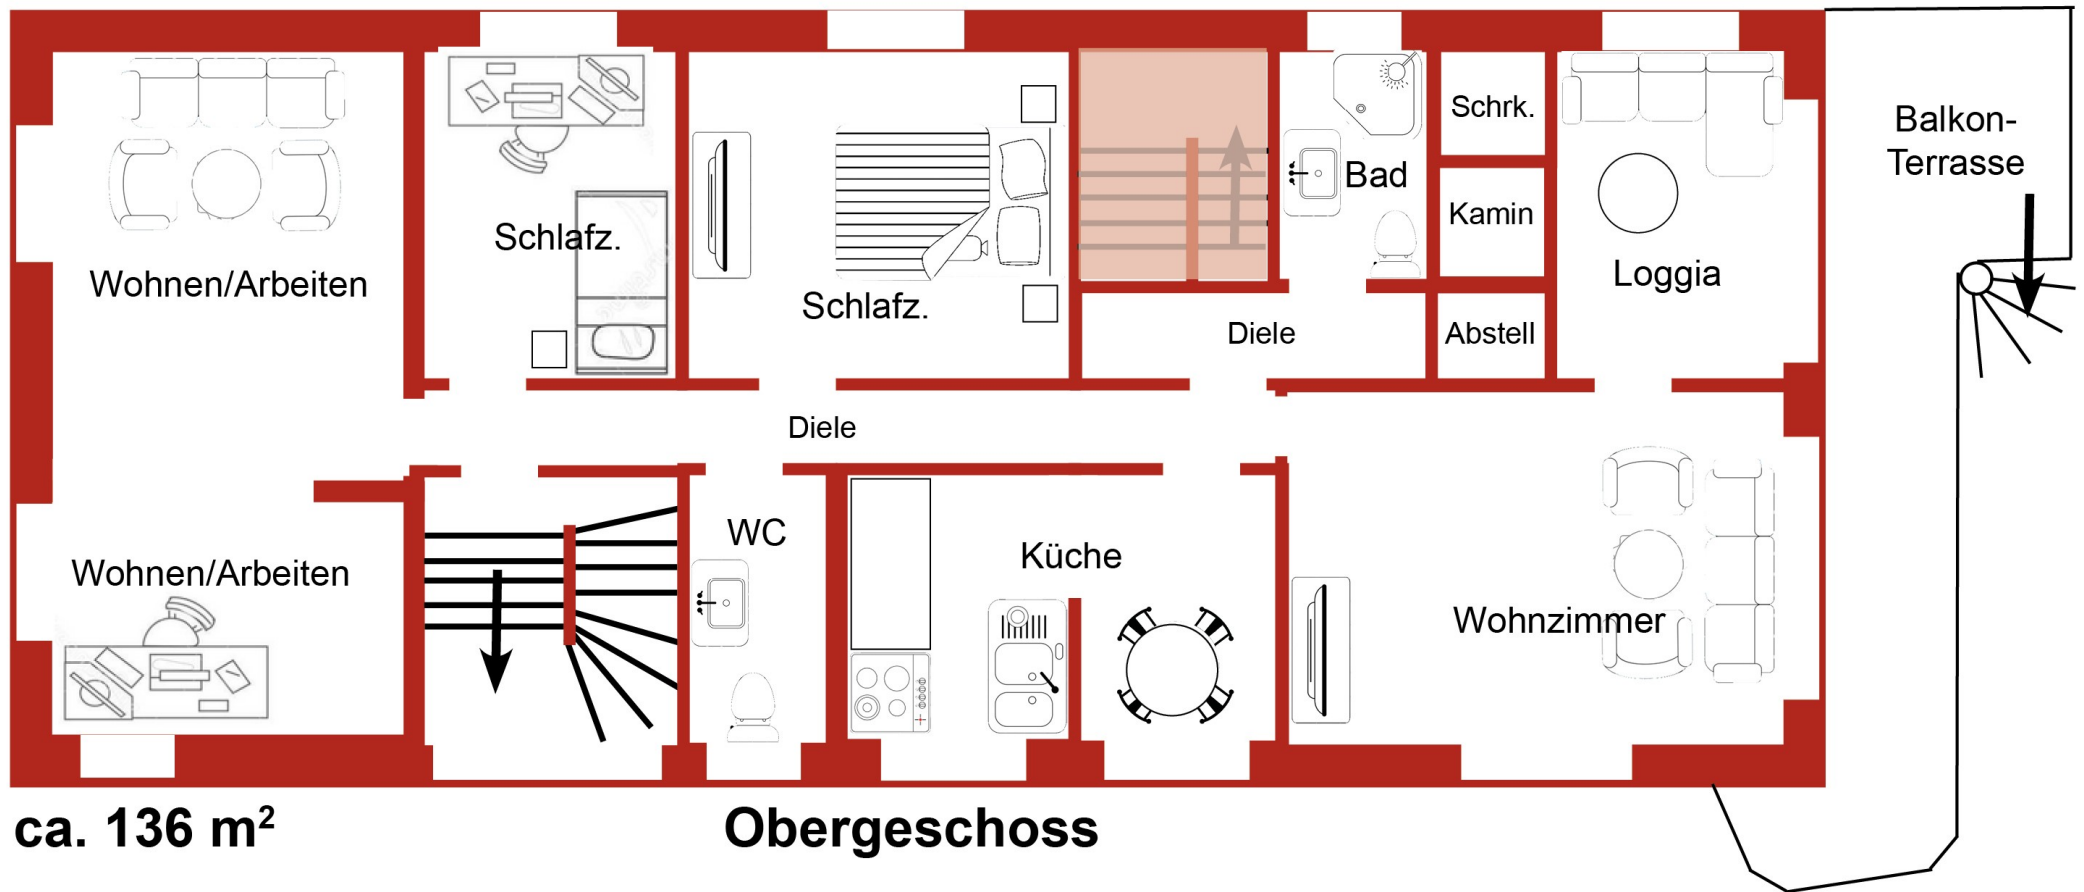 Wohnen/Arbeiten
Schlafz.
Schlafz.
Bad
Schrk.
Kamin
Abstell
Diele
Loggia
Balkon-
Terrasse
Diele
Wohnen/Arbeiten
WC
Küche
Wohnzimmer
ca. 136 m²
Obergeschoss